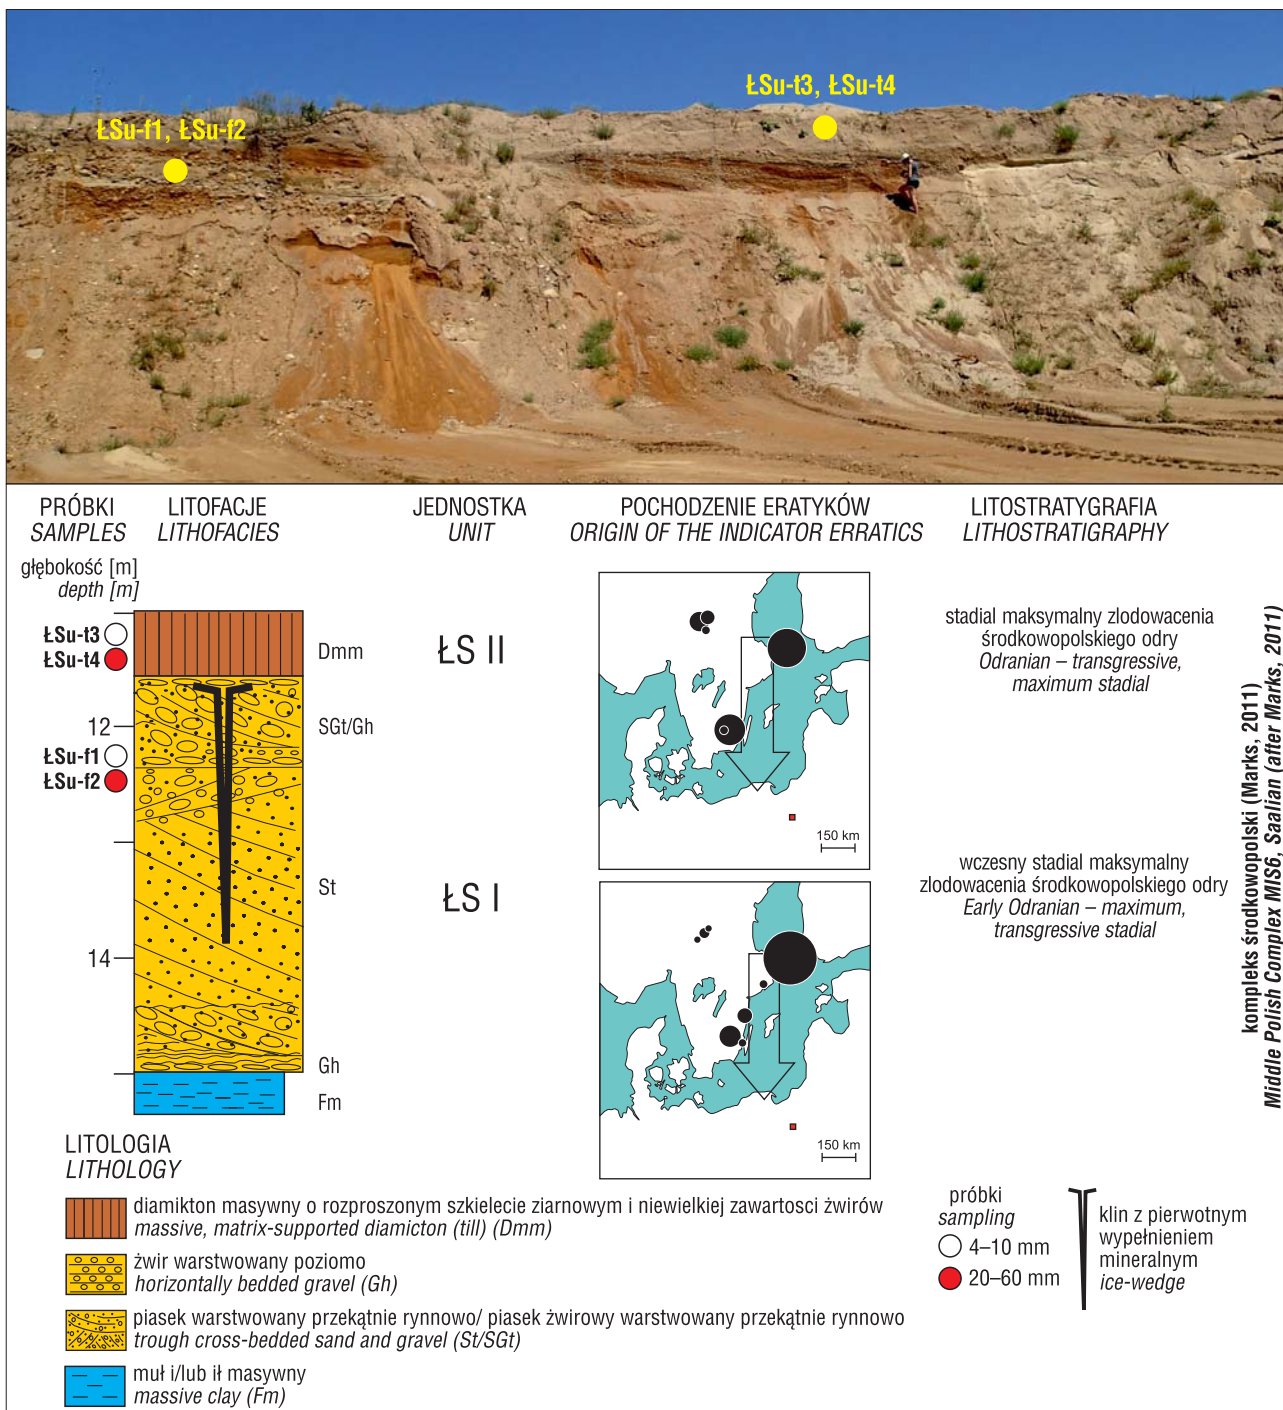 ŁSu-f1, ŁSu-f2
ŁSu-t3, ŁSu-t4
PRÓBKI
SAMPLES
LITOFACJE
LITHOFACIES
JEDNOSTKA
UNIT
POCHODZENIE ERATYKÓW
ORIGIN OF THE INDICATOR ERRATICS
LITOSTRATYGRAFIA
LITHOSTRATIGRAPHY
głębokość [m]
depth [m]
ŁSu-t3
ŁSu-t4
12
ŁSu-f1
ŁSu-f2
14
Dmm
SGt/Gh
St
Gh
Fm
ŁS II
ŁS I
150 km
150 km
stadial maksymalny zlodowacenia
środkowopolskiego odry
Odranian – transgressive,
maximum stadial
wczesny stadial maksymalny
zlodowacenia środkowopolskiego odry
Early Odranian – maximum,
transgressive stadial
kompleks środkowopolski (Marks, 2011)
Middle Polish Complex MIS6, Saalian (after Marks, 2011)
LITOLOGIA
LITHOLOGY
diamikton masywny o rozproszonym szkielecie ziarnowym i niewielkiej zawartosci żwirów
massive, matrix-supported diamicton (till) (Dmm)
żwir warstwowany poziomo
horizontally bedded gravel (Gh)
piasek warstwowany przekątnie rynnowo/ piasek żwirowy warstwowany przekątnie rynnowo
trough cross-bedded sand and gravel (St/SGt)
muł i/lub ił masywny
massive clay (Fm)
próbki
sampling
4–10 mm
20–60 mm
klin z pierwotnym
wypełnieniem
mineralnym
ice-wedge